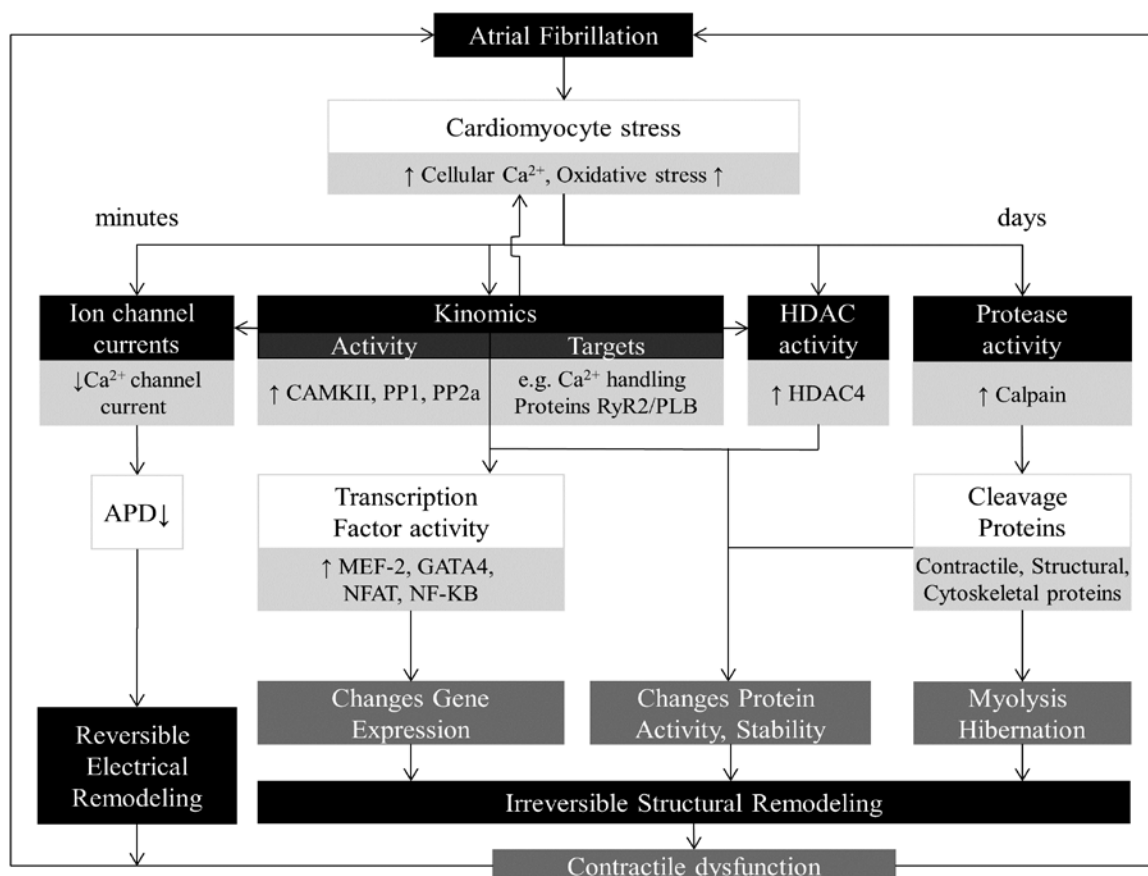 Atrial Fibrillation
Cardiomyocyte stress
↑ Cellular Ca²⁺, Oxidative stress ↑
minutes
days
Ion channel
currents
↓Ca²⁺ channel
current
Kinomics
Activity
Targets
↑ CAMKII, PP1, PP2a
e.g. Ca²⁺ handling
Proteins RyR2/PLB
HDAC
activity
↑ HDAC4
Protease
activity
↑ Calpain
APD↓
Transcription
Factor activity
↑ MEF-2, GATA4,
NFAT, NF-KB
Cleavage
Proteins
Contractile, Structural,
Cytoskeletal proteins
Changes Gene
Expression
Changes Protein
Activity, Stability
Myolysis
Hibernation
Reversible
Electrical
Remodeling
Irreversible Structural Remodeling
Contractile dysfunction